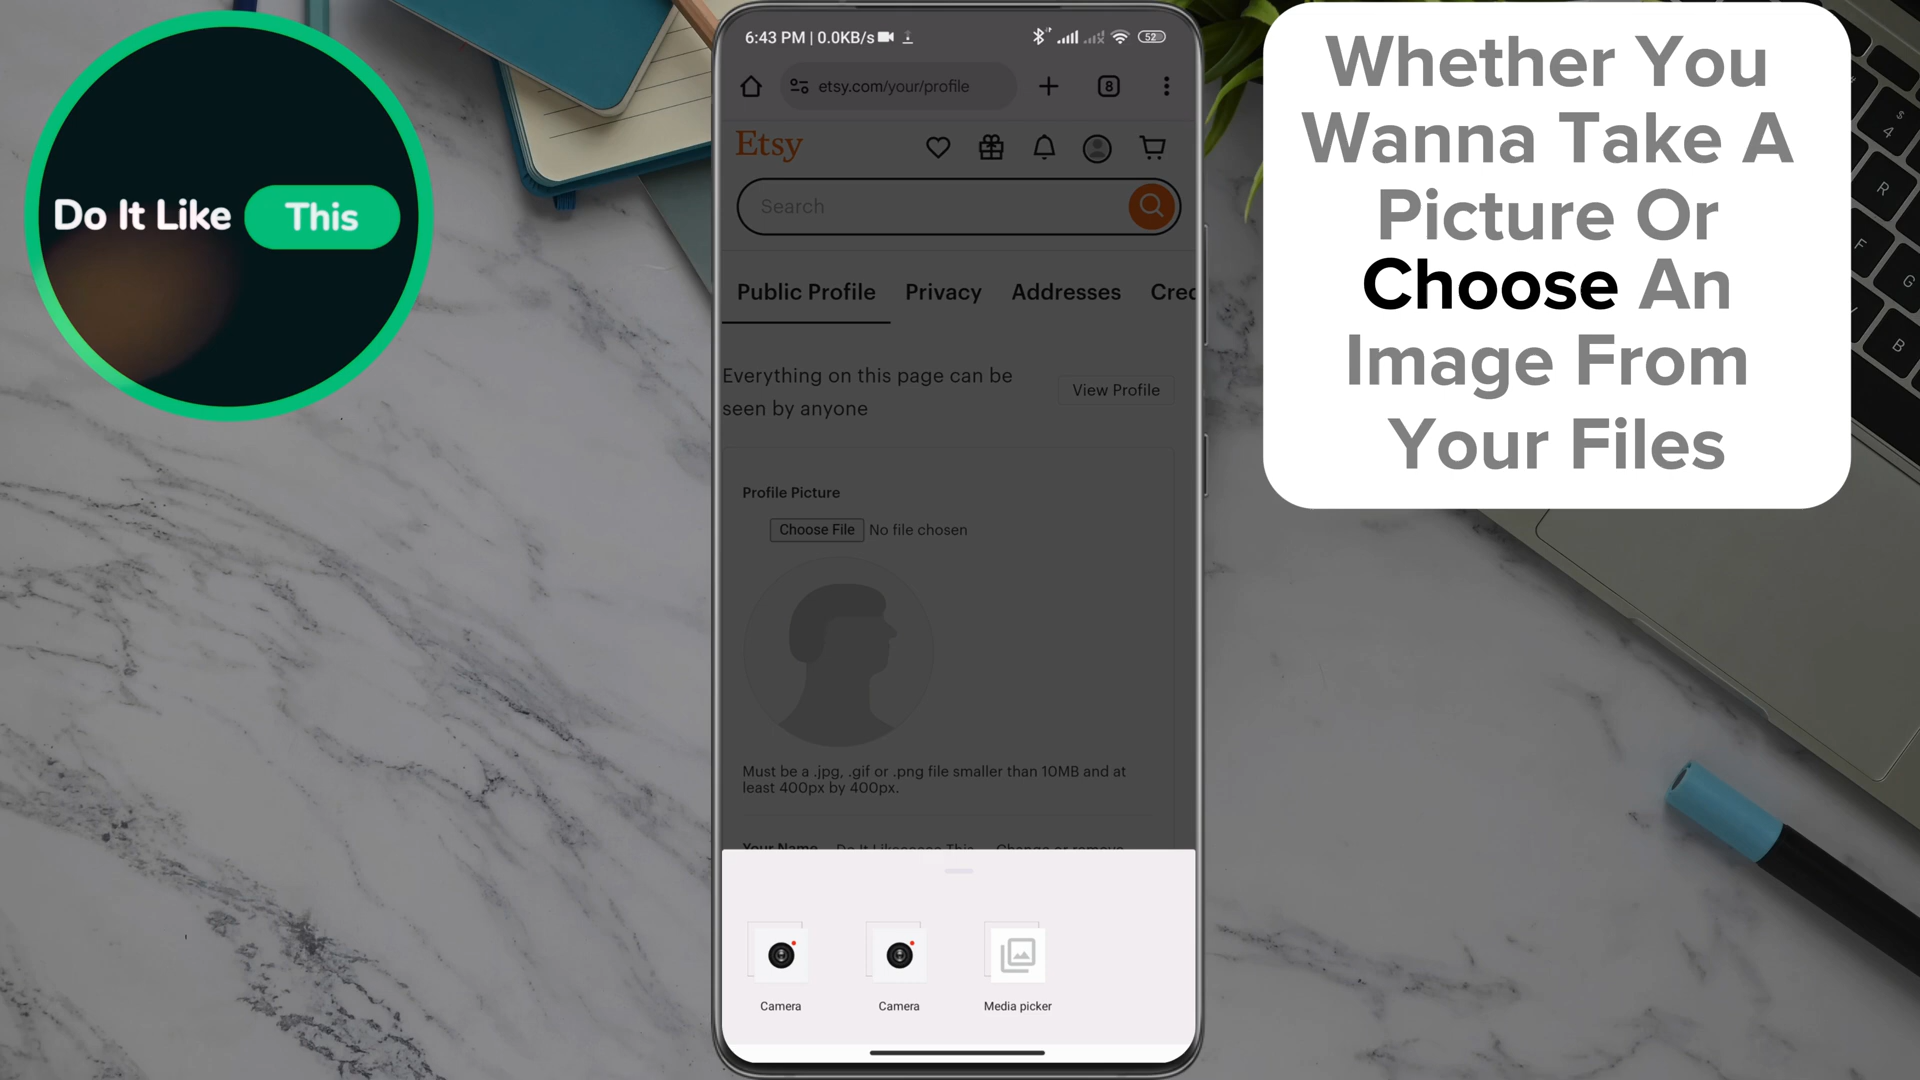 Do It Like This
6:43 PM | 0.0KB/s
52
etsy.com/your/profile
8
Etsy
Search
Public Profile Privacy Addresses Cred
Everything on this page can be
seen by anyone
View Profile
Profile Picture
Choose File No file chosen
Must be a .jpg, .gif or .png file smaller than 10MB and at
least 400px by 400px.
Your Name Do It Likeeeeee This Change or remove
Camera Camera Media picker
Whether You
Wanna Take A
Picture Or
Choose An
Image From
Your Files
$
4
R
F
G
B